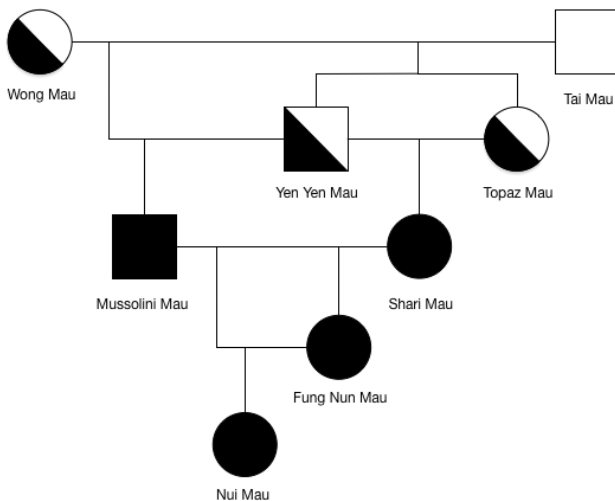 Wong Mau
Tai Mau
Yen Yen Mau
Topaz Mau
Mussolini Mau
Shari Mau
Fung Nun Mau
Nui Mau